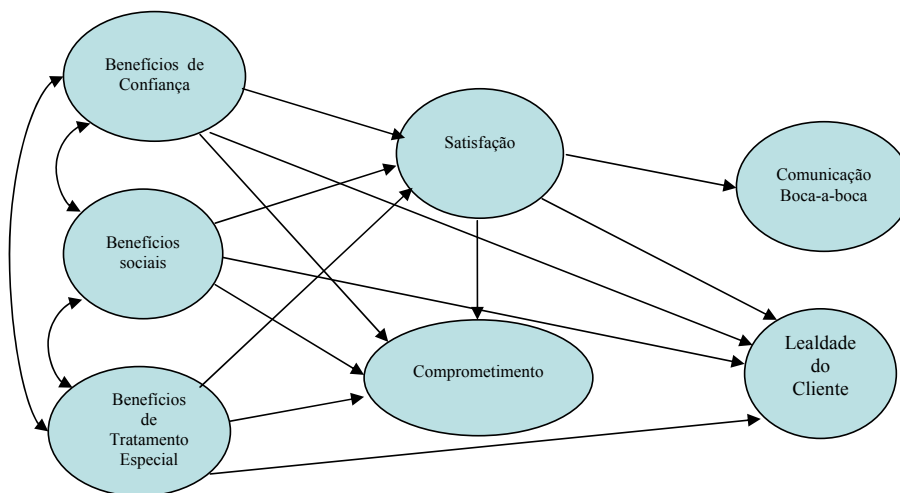 Benefícios de
Confiança
Satisfação
Comunicação
Boca-a-boca
Benefícios
sociais
Lealdade
do
Cliente
Comprometimento
Benefícios
de
Tratamento
Especial